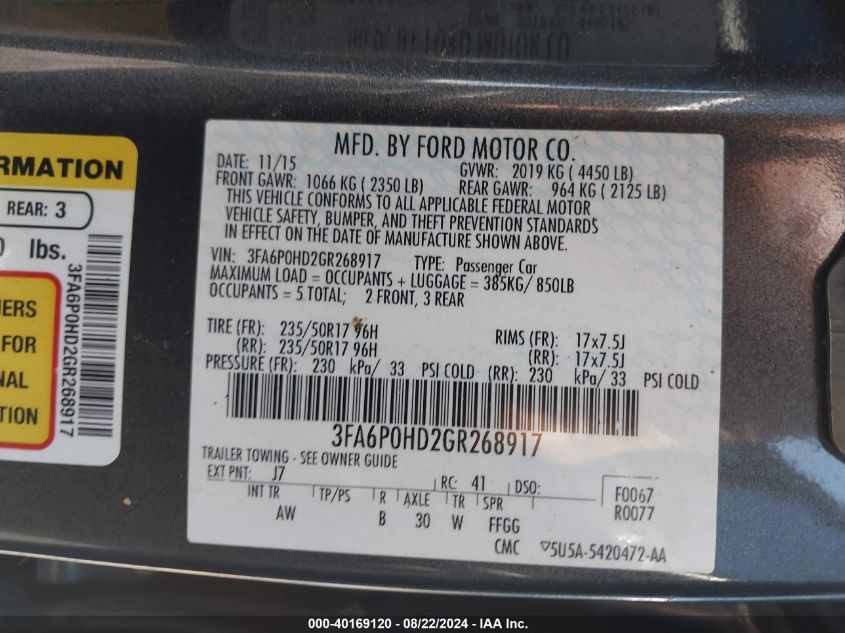 MFD. BY FORD MOTOR CO.
DATE: 11/15
GVWR: 2019 KG ( 4450 LB)
FRONT GAWR: 1066 KG ( 2350 LB)
REAR GAWR: 964 KG ( 2125 LB)
THIS VEHICLE CONFORMS TO ALL APPLICABLE FEDERAL MOTOR
VEHICLE SAFETY, BUMPER, AND THEFT PREVENTION STANDARDS
IN EFFECT ON THE DATE OF MANUFACTURE SHOWN ABOVE.
VIN: 3FA6P0HD2GR268917 TYPE: Passenger Car
MAXIMUM LOAD = OCCUPANTS + LUGGAGE = 385KG/ 850LB
OCCUPANTS = 5 TOTAL; 2 FRONT, 3 REAR
TIRE (FR): 235/50R17 96H RIMS (FR): 17x7.5J
(RR): 235/50R17 96H (RR): 17x7.5J
PRESSURE (FR): 230 kPa/ 33 PSI COLD (RR): 230 kPa/ 33 PSI COLD
3FA6P0HD2GR268917
TRAILER TOWING - SEE OWNER GUIDE
EXT PNT: J7 RC: 41 DSO:
F0067
R0077
INT TR TP/PS R AXLE TR SPR
AW B 30 W FFGG
CMC ▽5U5A-5420472-AA
RMATION
REAR: 3
lbs.
3FA6P0HD2GR268917
FOR
000-40169120 - 08/22/2024 - IAA Inc.